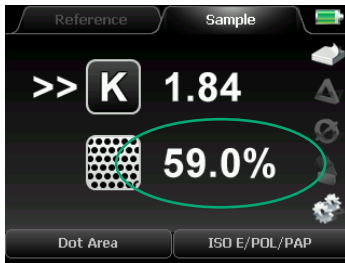 Reference Sample
>> K 1.84
59.0%
Dot Area ISO E/POL/PAP